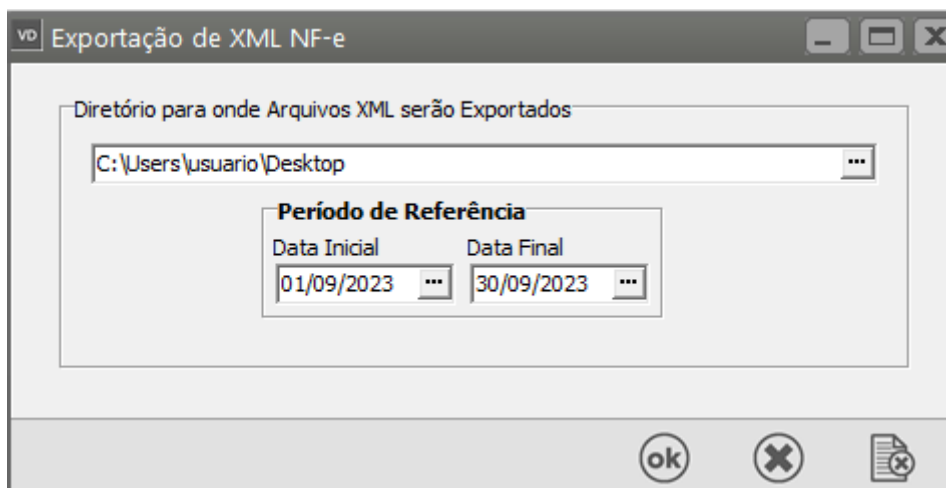 VD Exportação de XML NF-e
Diretório para onde Arquivos XML serão Exportados
C:\Users\usuario\Desktop ...
Período de Referência
Data Inicial Data Final
01/09/2023 ... 30/09/2023 ...
ok